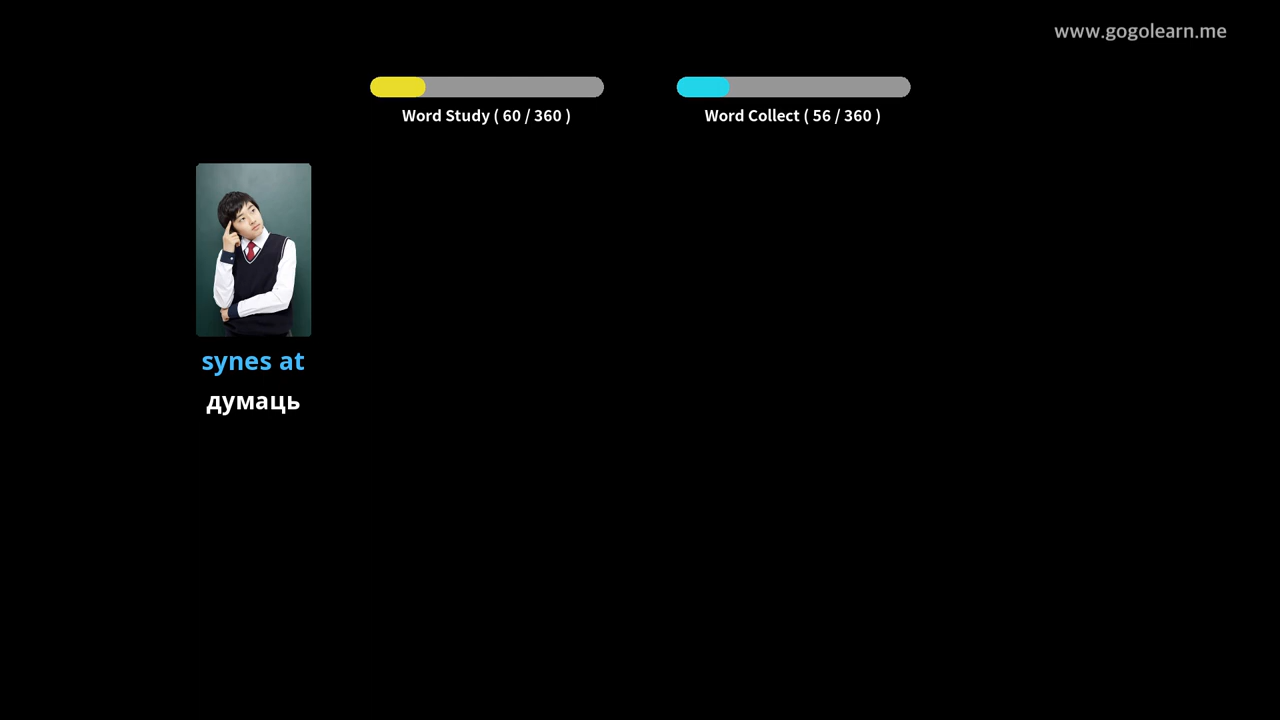 www.gogolearn.me
Word Study ( 60 / 360 )
Word Collect ( 56 / 360 )
synes at
думаць